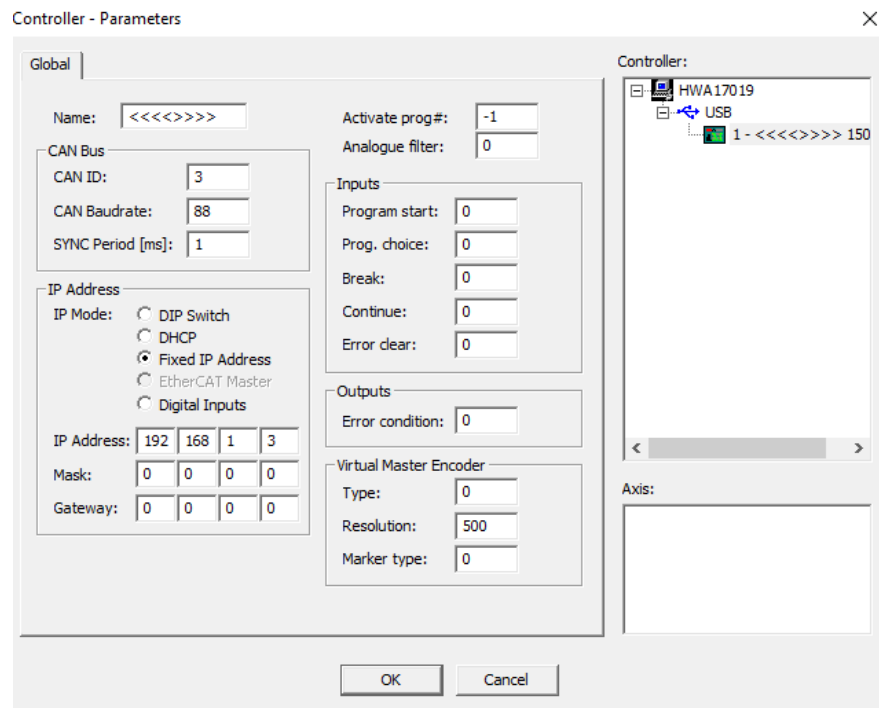 Controller - Parameters
Global
Name: <<<<>>>>
CAN Bus
CAN ID: 3
CAN Baudrate: 88
SYNC Period [ms]: 1
IP Address
IP Mode: DIP Switch
DHCP
Fixed IP Address
EtherCAT Master
Digital Inputs
IP Address: 192 168 1 3
Mask: 0 0 0 0
Gateway: 0 0 0 0
Activate prog#: -1
Analogue filter: 0
Inputs
Program start: 0
Prog. choice: 0
Break: 0
Continue: 0
Error clear: 0
Outputs
Error condition: 0
Virtual Master Encoder
Type: 0
Resolution: 500
Marker type: 0
Controller:
HWA17019
USB
1 - <<<<>>>> 150
Axis:
OK Cancel